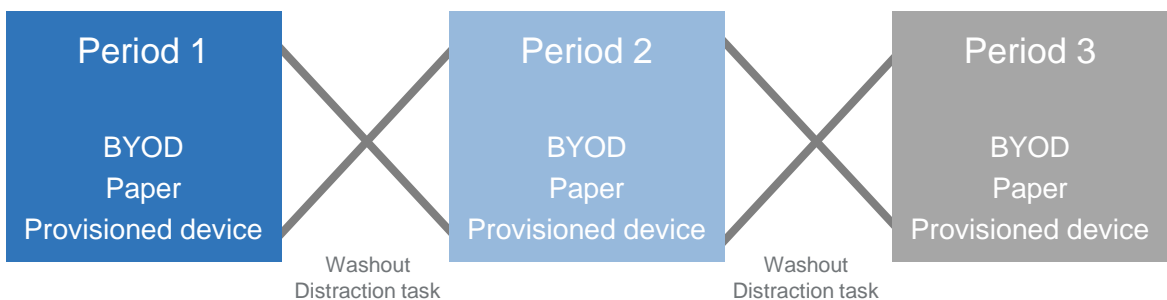 Period 1
BYOD
Paper
Provisioned device
Washout
Distraction task
Period 2
BYOD
Paper
Provisioned device
Washout
Distraction task
Period 3
BYOD
Paper
Provisioned device